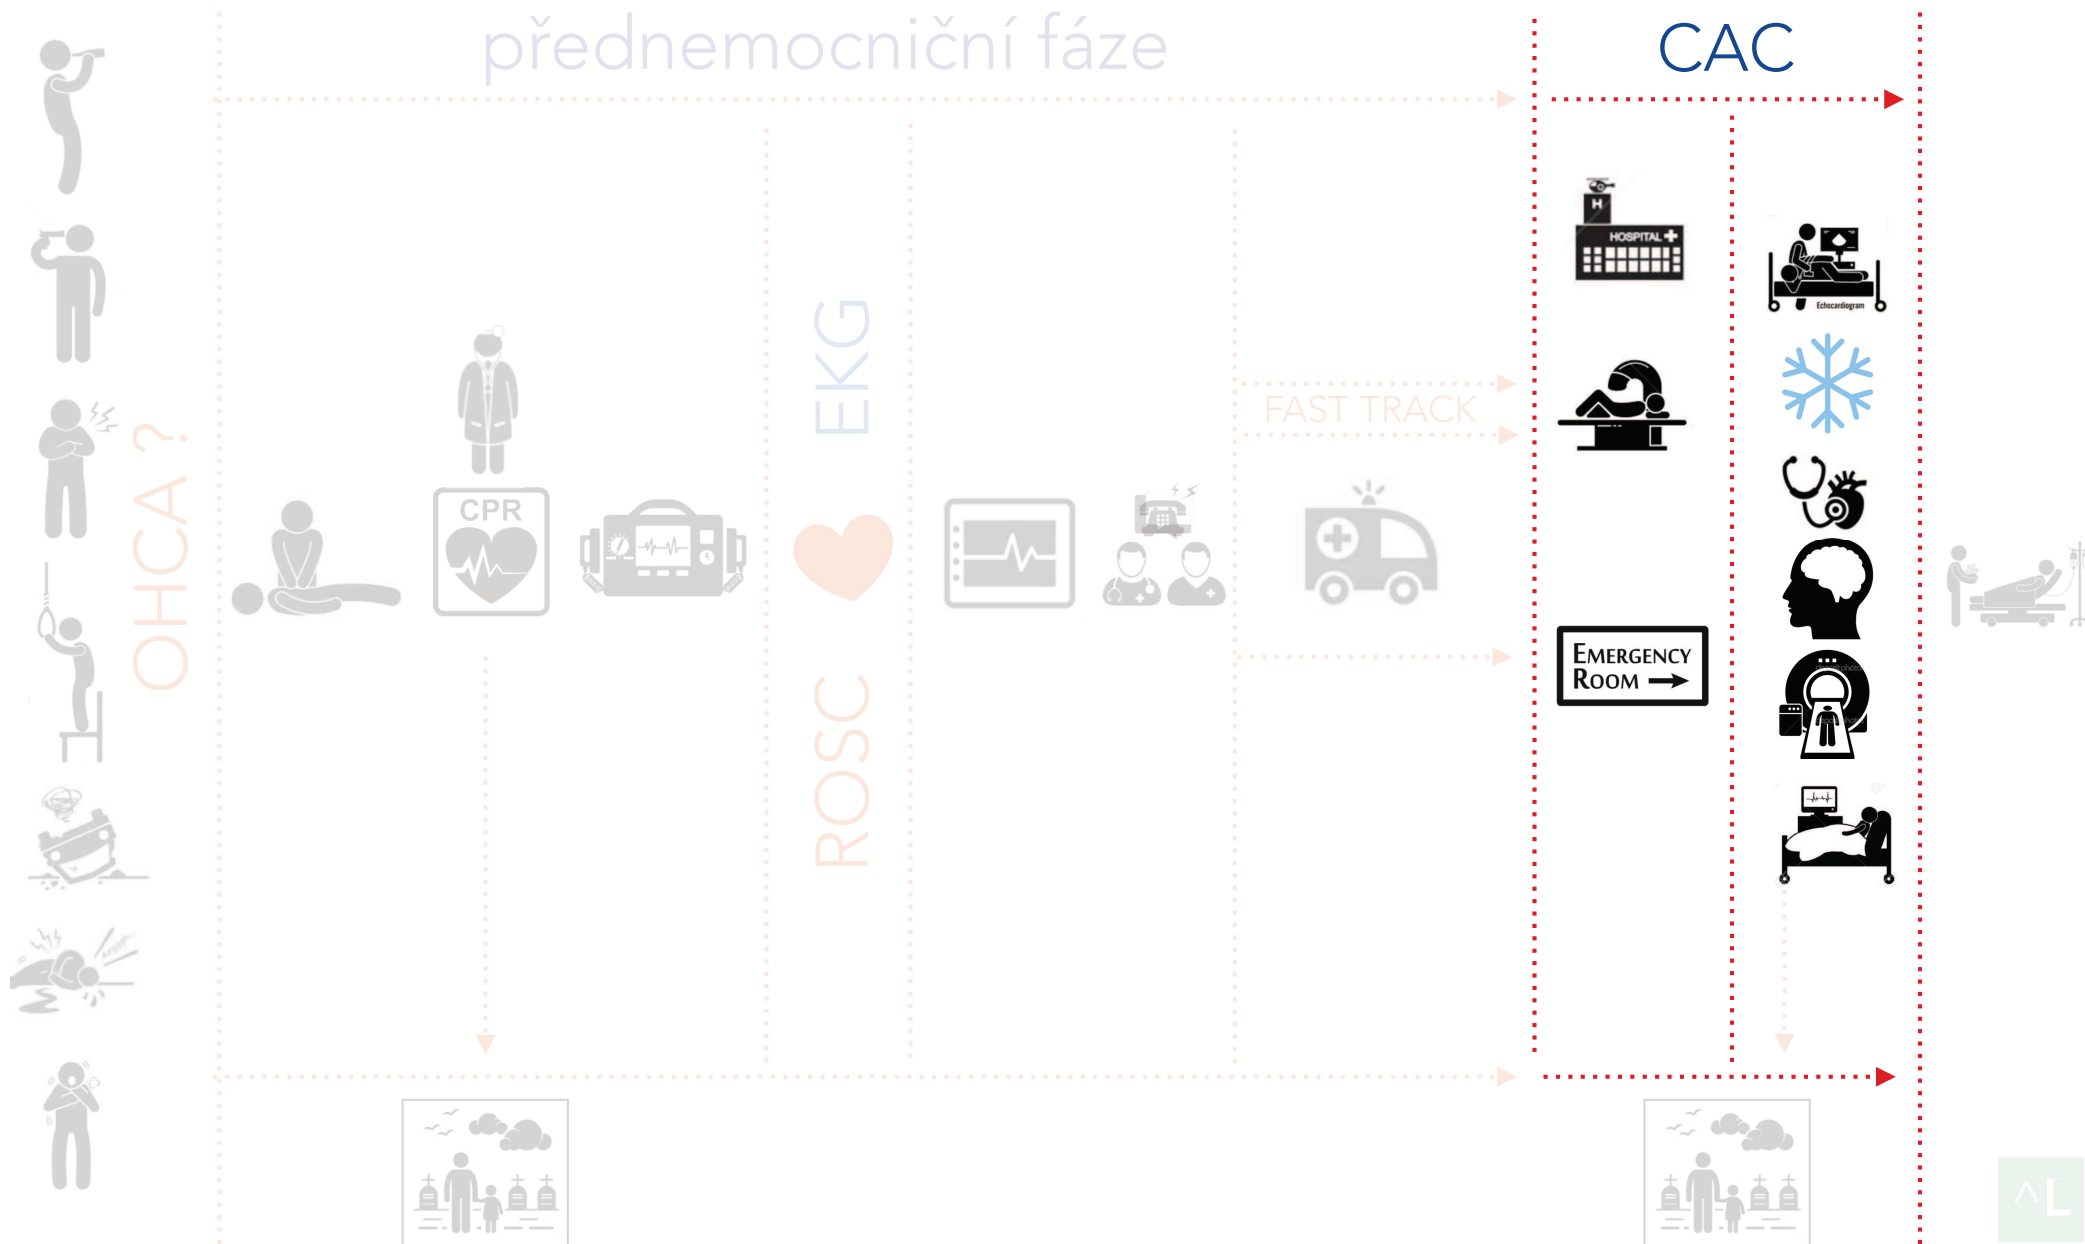 přednemocniční fáze
CAC
OHCA ?
CPR
EKG
ROSC
FAST TRACK
H
HOSPITAL
Echocardiogram
EMERGENCY
ROOM
^L